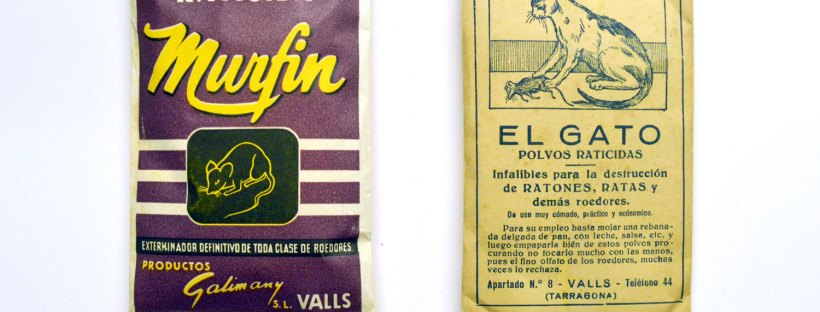 RATICIDA
Murfin
EXTERMINADOR DEFINITIVO DE TODA CLASE DE ROEDORES
PRODUCTOS
Galimany
S.L. VALLS
EL GATO
POLVOS RATICIDAS
Infalibles para la destrucción
de RATONES, RATAS y
demás roedores.
De uso muy cómodo, práctico y económico.
Para su empleo basta mojar una rebana-
da delgada de pan, con leche, salsa, etc. y
luego empaparla bién de estos polvos pro-
curando no tocarlo mucho con las manos,
pues el fino olfato de los roedores, muchas
veces lo rechaza.
Apartado N.º 8 - VALLS - Teléfono 44
(TARRAGONA)